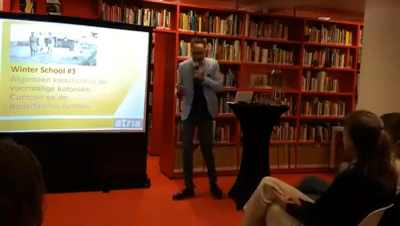 Winter School #3
Algemeen kiesrecht in de
voormalige koloniën:
Curaçao en de
Nederlandse Antillen
atria